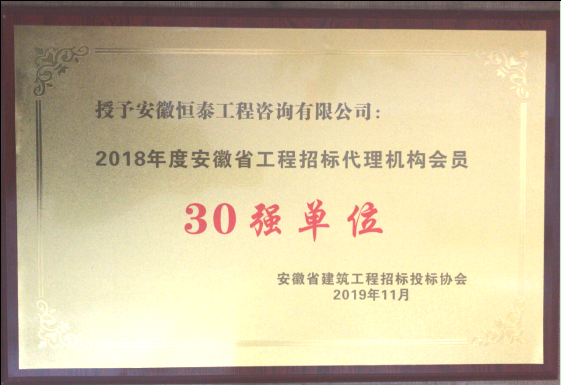 授予安徽恒泰工程咨询有限公司：
2018年度安徽省工程招标代理机构会员
30强单位
安徽省建筑工程招标投标协会
2019年11月